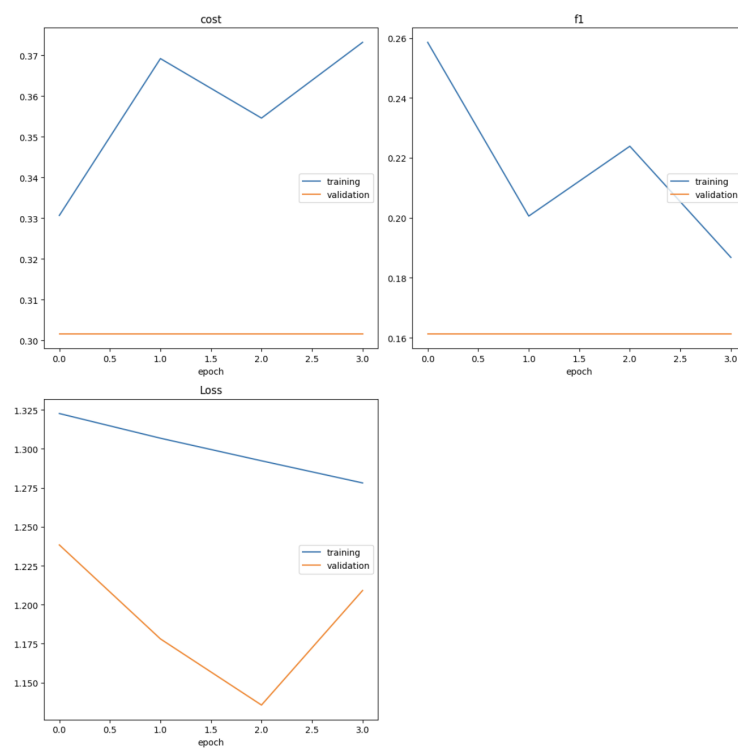 cost
0.37
0.36
0.35
0.34
0.33
0.32
0.31
0.30
training
validation
0.0 0.5 1.0 1.5 2.0 2.5 3.0
epoch
f1
0.26
0.24
0.22
0.20
0.18
0.16
training
validation
0.0 0.5 1.0 1.5 2.0 2.5 3.0
epoch
Loss
1.325
1.300
1.275
1.250
1.225
1.200
1.175
1.150
training
validation
0.0 0.5 1.0 1.5 2.0 2.5 3.0
epoch